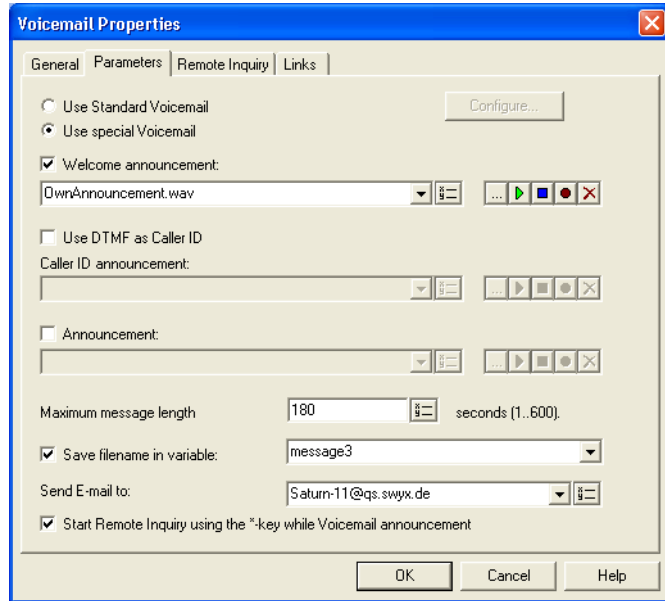 Voicemail Properties
General Parameters Remote Inquiry Links
Use Standard Voicemail Configure...
Use special Voicemail
Welcome announcement:
OwnAnnouncement.wav ...
Use DTMF as Caller ID
Caller ID announcement:
...
Announcement:
...
Maximum message length 180 seconds (1..600).
Save filename in variable: message3
Send E-mail to: Saturn-11@qs.swyx.de
Start Remote Inquiry using the *-key while Voicemail announcement
OK Cancel Help